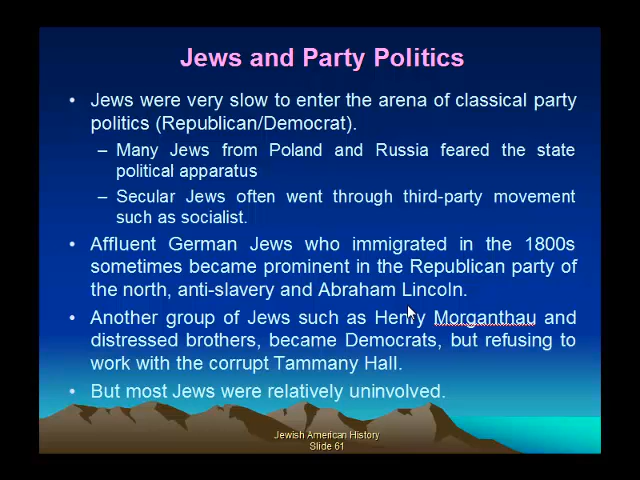 Jews and Party Politics
• Jews were very slow to enter the arena of classical party
politics (Republican/Democrat).
– Many Jews from Poland and Russia feared the state
political apparatus
– Secular Jews often went through third-party movement
such as socialist.
• Affluent German Jews who immigrated in the 1800s
sometimes became prominent in the Republican party of
the north, anti-slavery and Abraham Lincoln.
• Another group of Jews such as Henry Morganthau and
distressed brothers, became Democrats, but refusing to
work with the corrupt Tammany Hall.
• But most Jews were relatively uninvolved.
Jewish American History
Slide 61